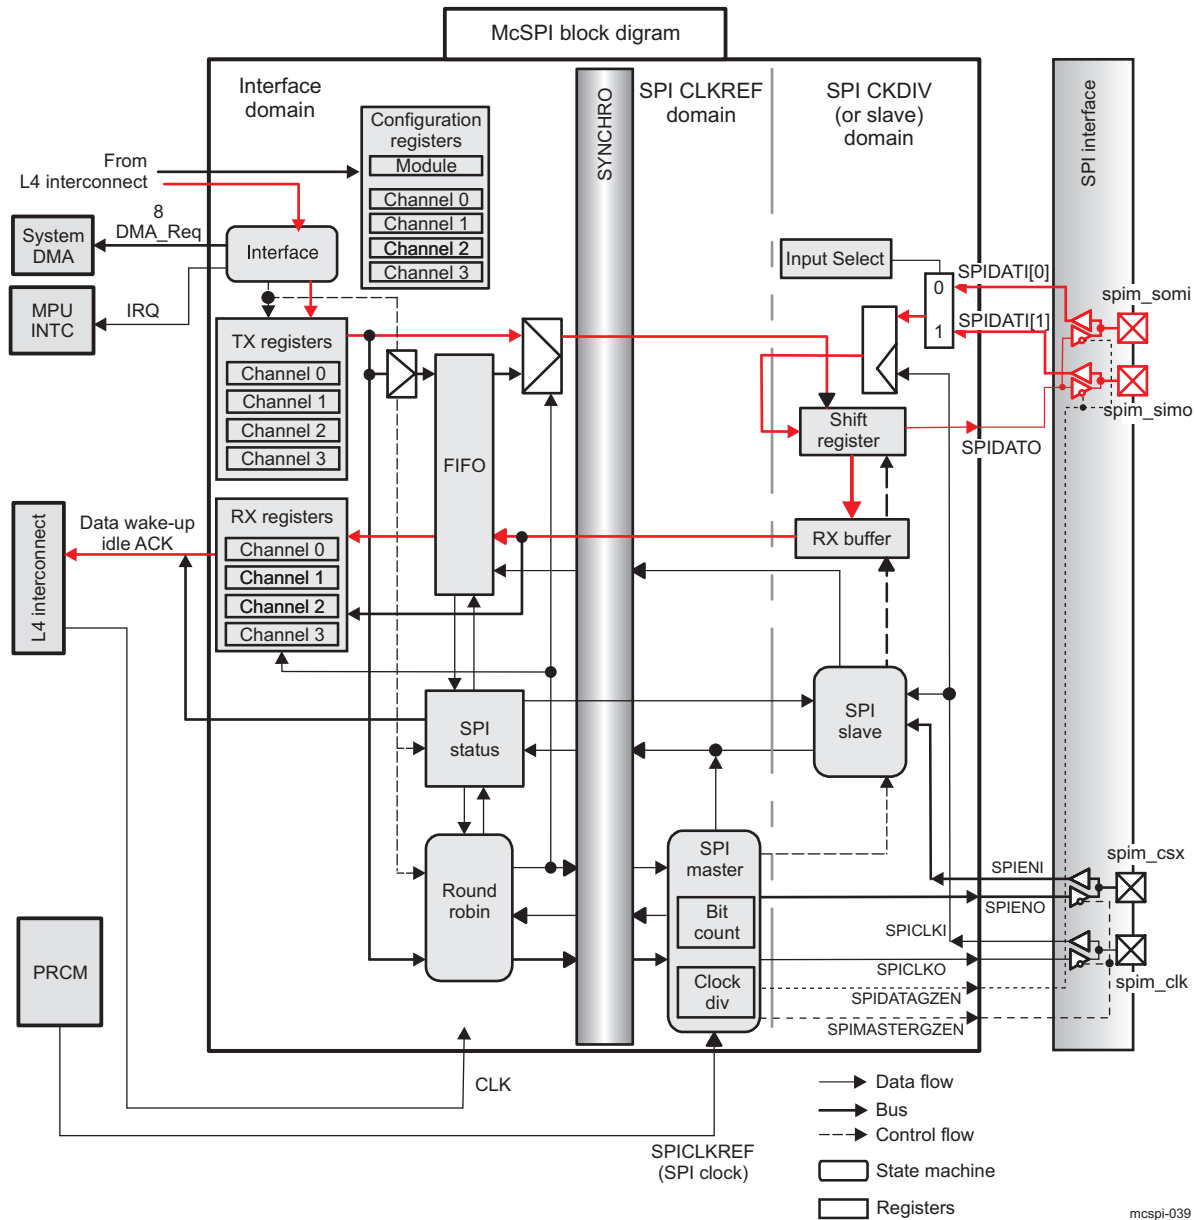 McSPI block digram
Interface
domain
SYNCHRO
SPI CLKREF
domain
SPI CKDIV
(or slave)
domain
SPI interface
Configuration
registers
Module
Channel 0
Channel 1
Channel 2
Channel 3
From
L4 interconnect
8
DMA_Req
System
DMA
Interface
MPU
INTC
IRQ
Input Select
0
1
SPIDATI[0]
SPIDATI[1]
spim_somi
spim_simo
TX registers
Channel 0
Channel 1
Channel 2
Channel 3
FIFO
Shift
register
SPIDATO
L4 interconnect
Data wake-up
idle ACK
RX registers
Channel 0
Channel 1
Channel 2
Channel 3
RX buffer
SPI
status
SPI
slave
Round
robin
SPI
master
Bit
count
Clock
div
SPIENI
SPIENO
spim_csx
SPICLKI
SPICLKO
SPIDATAGZEN
SPIMASTERGZEN
spim_clk
PRCM
CLK
SPICLKREF
(SPI clock)
Data flow
Bus
Control flow
State machine
Registers
mcspi-039